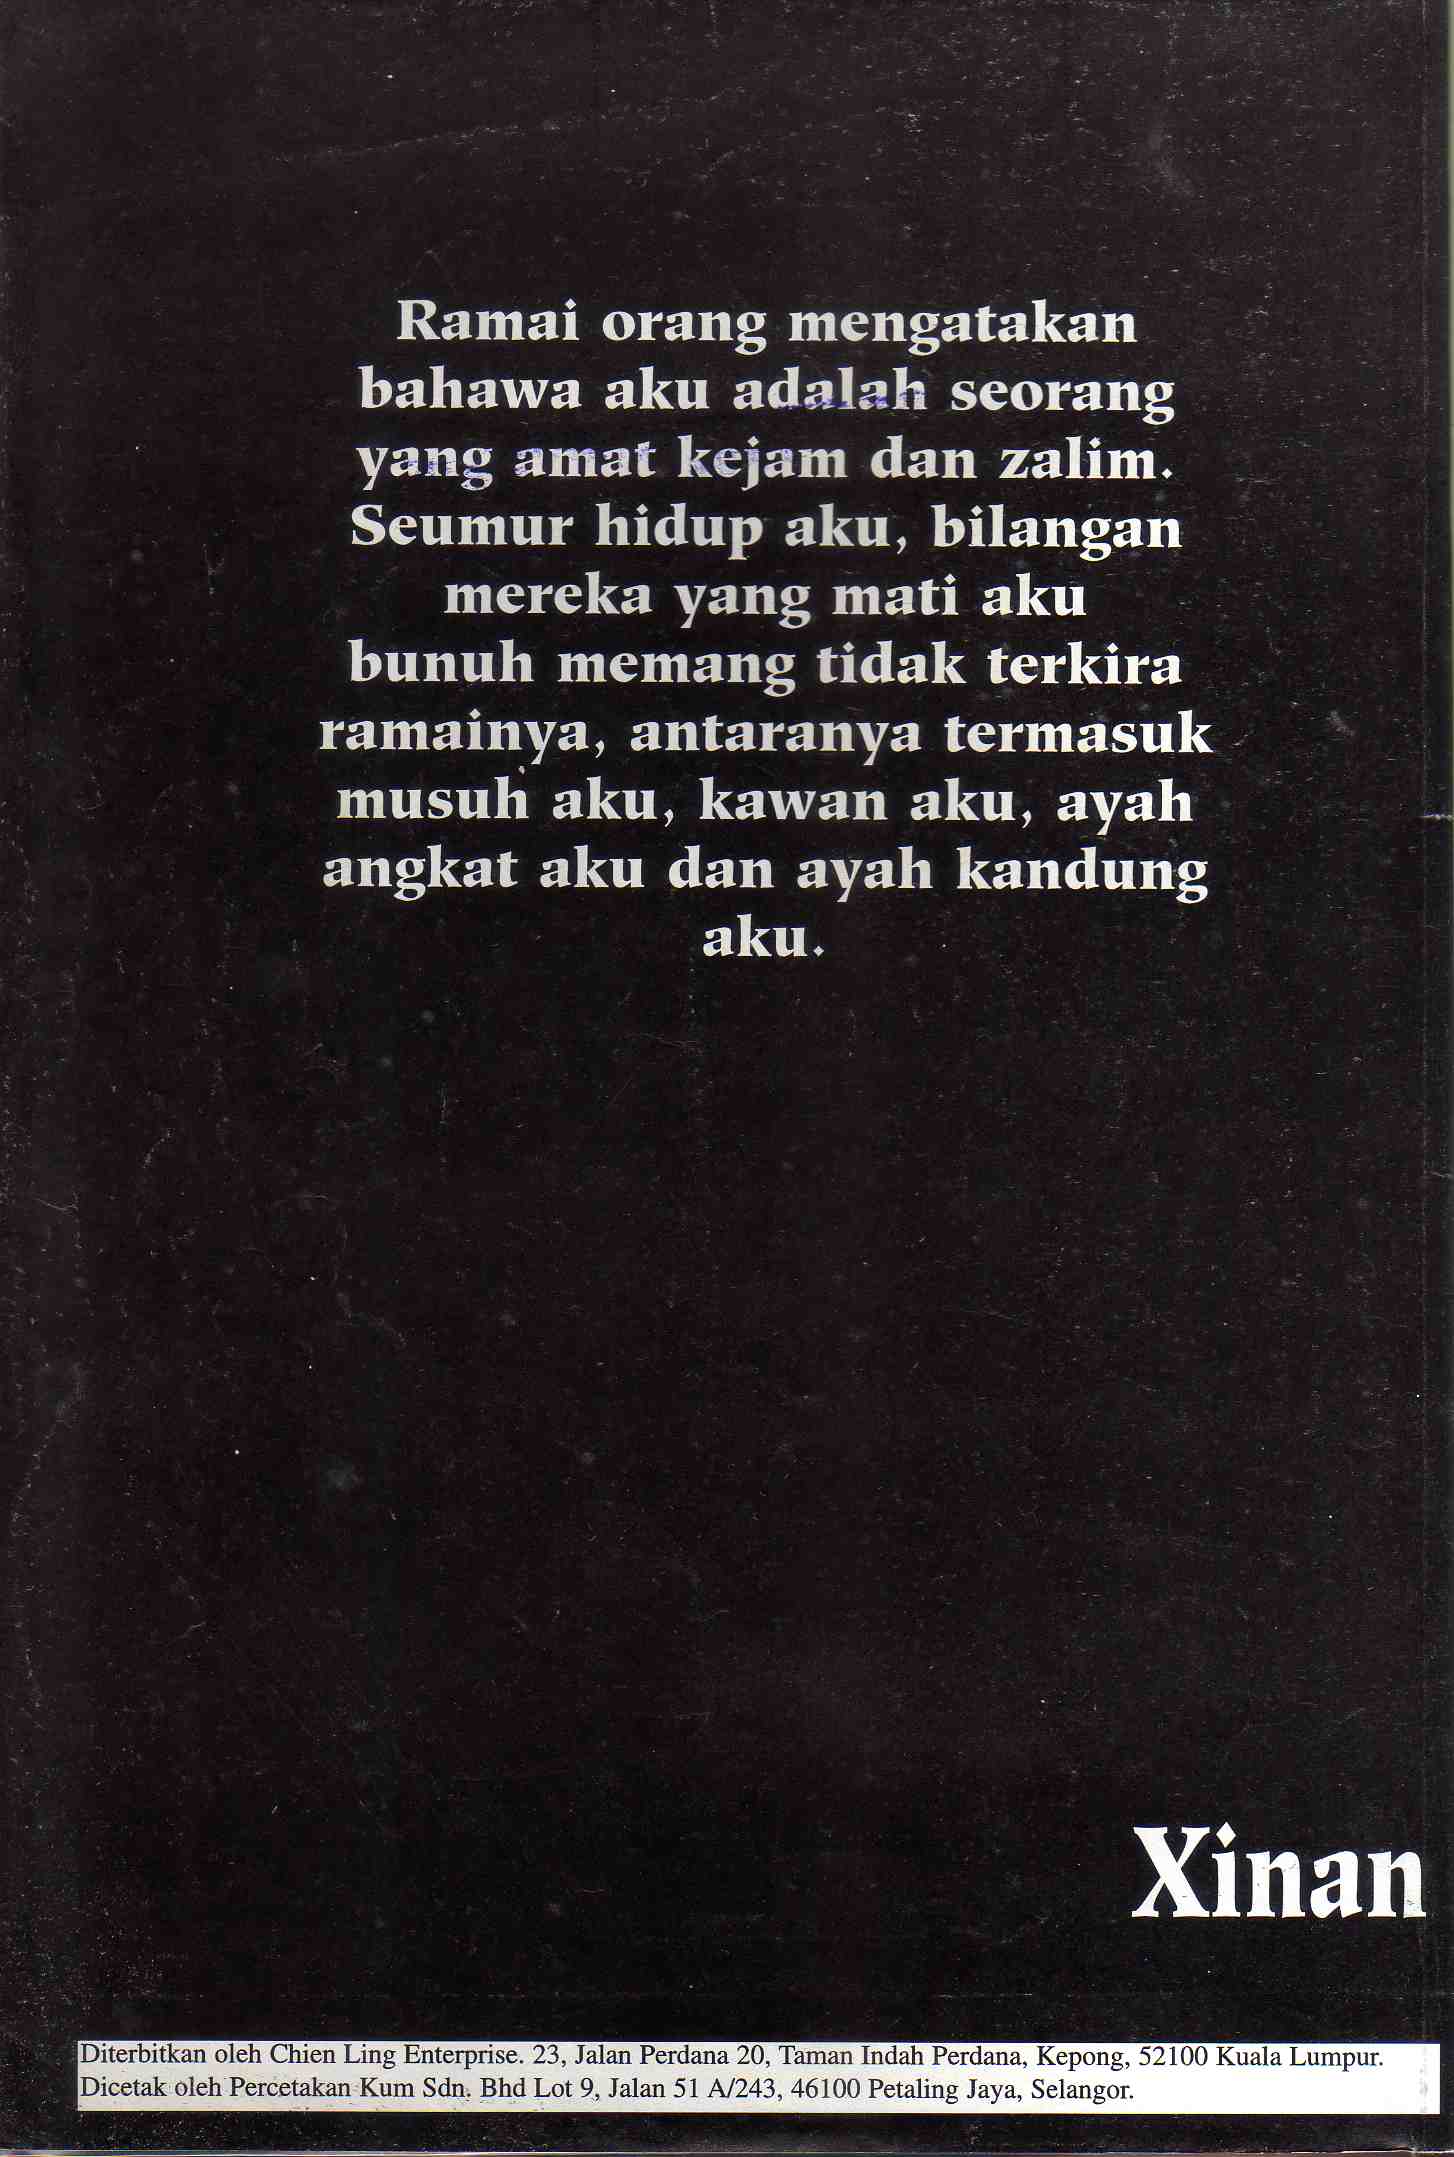 Ramai orang mengatakan
bahawa aku adalah seorang
yang amat kejam dan zalim.
Seumur hidup aku, bilangan
mereka yang mati aku
bunuh memang tidak terkira
ramainya, antaranya termasuk
musuh aku, kawan aku, ayah
angkat aku dan ayah kandung
aku.
Xinan
Diterbitkan oleh Chien Ling Enterprise. 23, Jalan Perdana 20, Taman Indah Perdana, Kepong, 52100 Kuala Lumpur.
Dicetak oleh Percetakan Kum Sdn. Bhd Lot 9, Jalan 51 A/243, 46100 Petaling Jaya, Selangor.